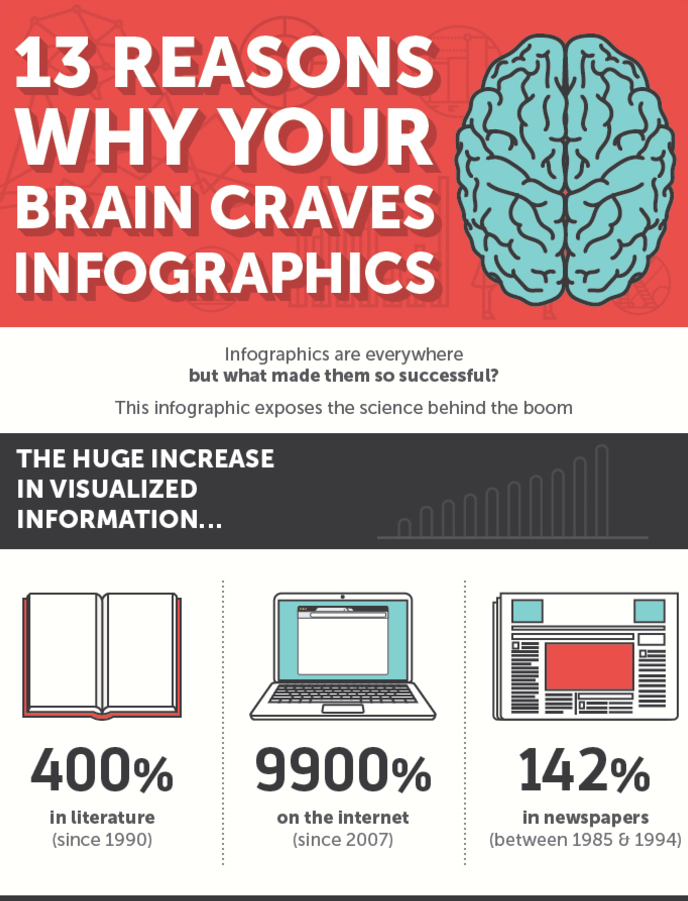 13 REASONS
WHY YOUR
BRAIN CRAVES
INFOGRAPHICS
Infographics are everywhere
but what made them so successful?
This infographic exposes the science behind the boom
THE HUGE INCREASE
IN VISUALIZED
INFORMATION...
400%
in literature
(since 1990)
9900%
on the internet
(since 2007)
142%
in newspapers
(between 1985 & 1994)